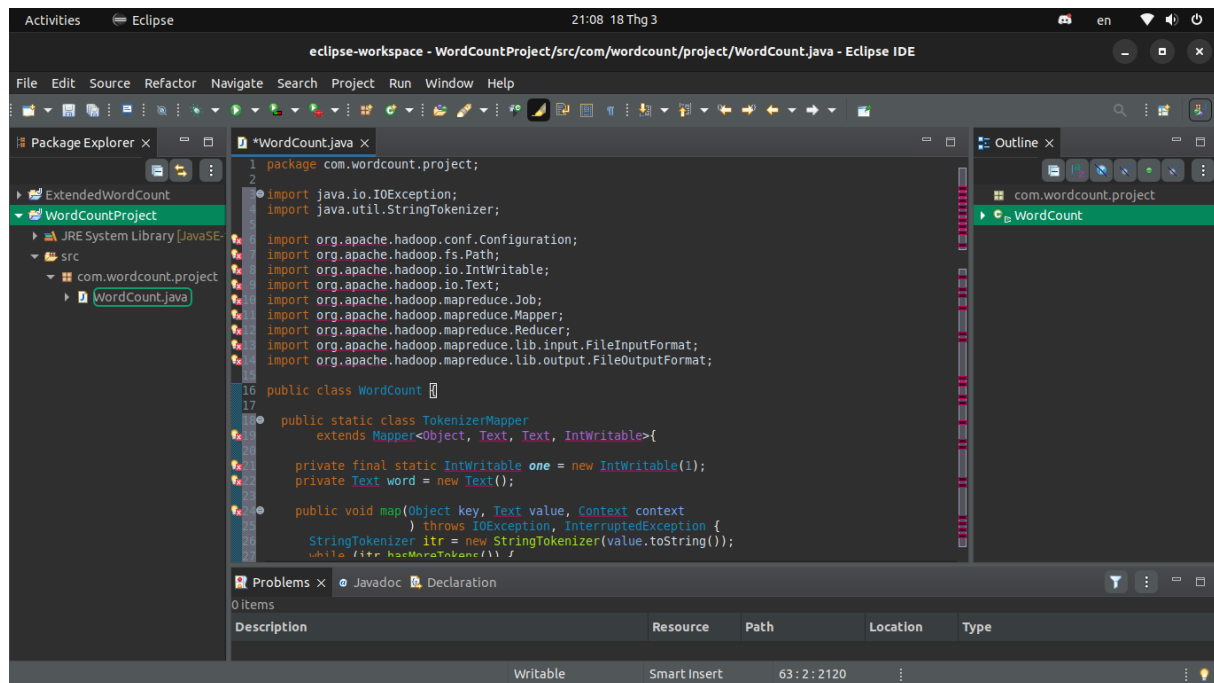 Activities Eclipse 21:08 18 Thg 3 en
eclipse-workspace - WordCountProject/src/com/wordcount/project/WordCount.java - Eclipse IDE
File Edit Source Refactor Navigate Search Project Run Window Help
Package Explorer
ExtendedWordCount
WordCountProject
JRE System Library [JavaSE-
src
com.wordcount.project
WordCount.java
*WordCount.java
1 package com.wordcount.project;
2
3 import java.io.IOException;
4 import java.util.StringTokenizer;
5
6 import org.apache.hadoop.conf.Configuration;
7 import org.apache.hadoop.fs.Path;
8 import org.apache.hadoop.io.IntWritable;
9 import org.apache.hadoop.io.Text;
10 import org.apache.hadoop.mapreduce.Job;
11 import org.apache.hadoop.mapreduce.Mapper;
12 import org.apache.hadoop.mapreduce.Reducer;
13 import org.apache.hadoop.mapreduce.lib.input.FileInputFormat;
14 import org.apache.hadoop.mapreduce.lib.output.FileOutputFormat;
15
16 public class WordCount {
17
18 public static class TokenizerMapper
19 extends Mapper<Object, Text, Text, IntWritable>{
20
21 private final static IntWritable one = new IntWritable(1);
22 private Text word = new Text();
23
24 public void map(Object key, Text value, Context context
25 ) throws IOException, InterruptedException {
26 StringTokenizer itr = new StringTokenizer(value.toString());
27 while (itr.hasMoreTokens()) {
Outline
com.wordcount.project
WordCount
Problems Javadoc Declaration
0 items
Description Resource Path Location Type
Writable Smart Insert 63 : 2 : 2120